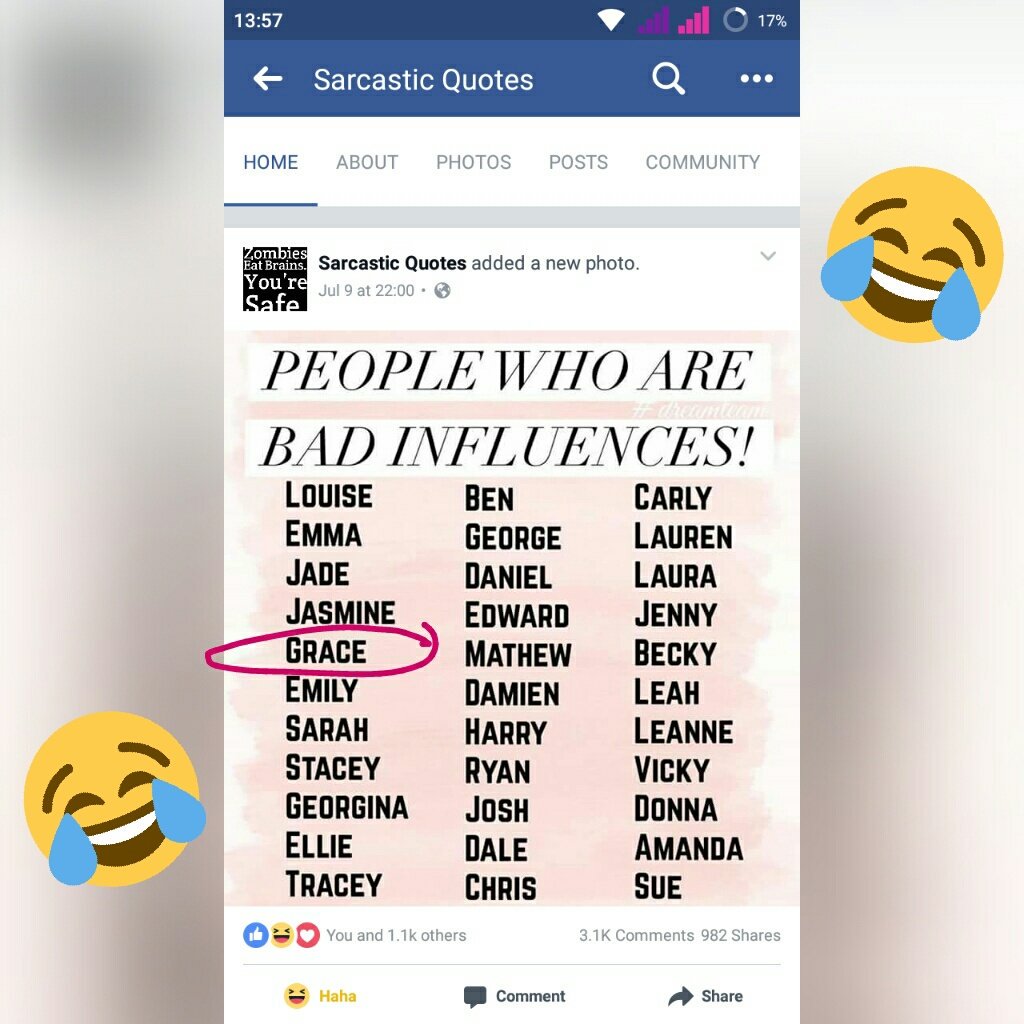 13:57
17%
Sarcastic Quotes
HOME ABOUT PHOTOS POSTS COMMUNITY
Zombies
Eat Brains.
You're
Safe
Sarcastic Quotes added a new photo.
Jul 9 at 22:00
PEOPLE WHO ARE
# dreamteam
BAD INFLUENCES!
LOUISE BEN CARLY
EMMA GEORGE LAUREN
JADE DANIEL LAURA
JASMINE EDWARD JENNY
GRACE MATHEW BECKY
EMILY DAMIEN LEAH
SARAH HARRY LEANNE
STACEY RYAN VICKY
GEORGINA JOSH DONNA
ELLIE DALE AMANDA
TRACEY CHRIS SUE
You and 1.1k others 3.1K Comments 982 Shares
Haha Comment Share